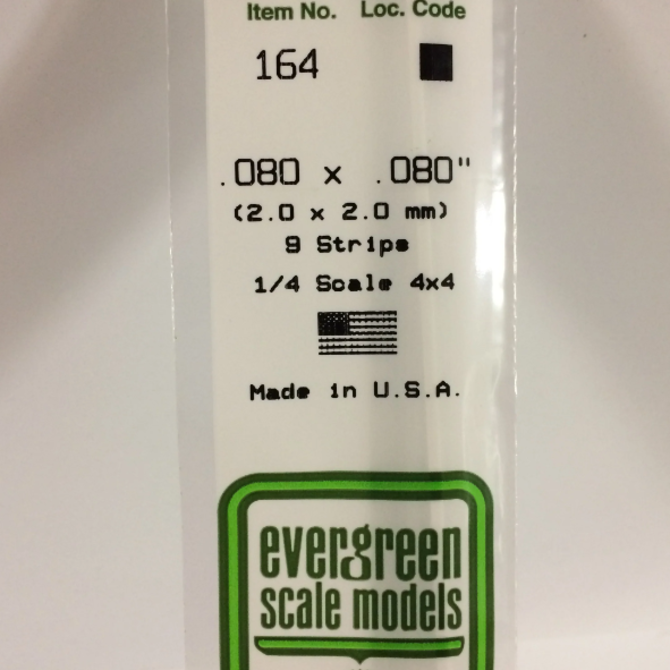 Item No. Loc. Code
164
.080 x .080"
(2.0 x 2.0 mm)
9 Strips
1/4 Scale 4x4
Made in U.S.A.
evergreen
scale models